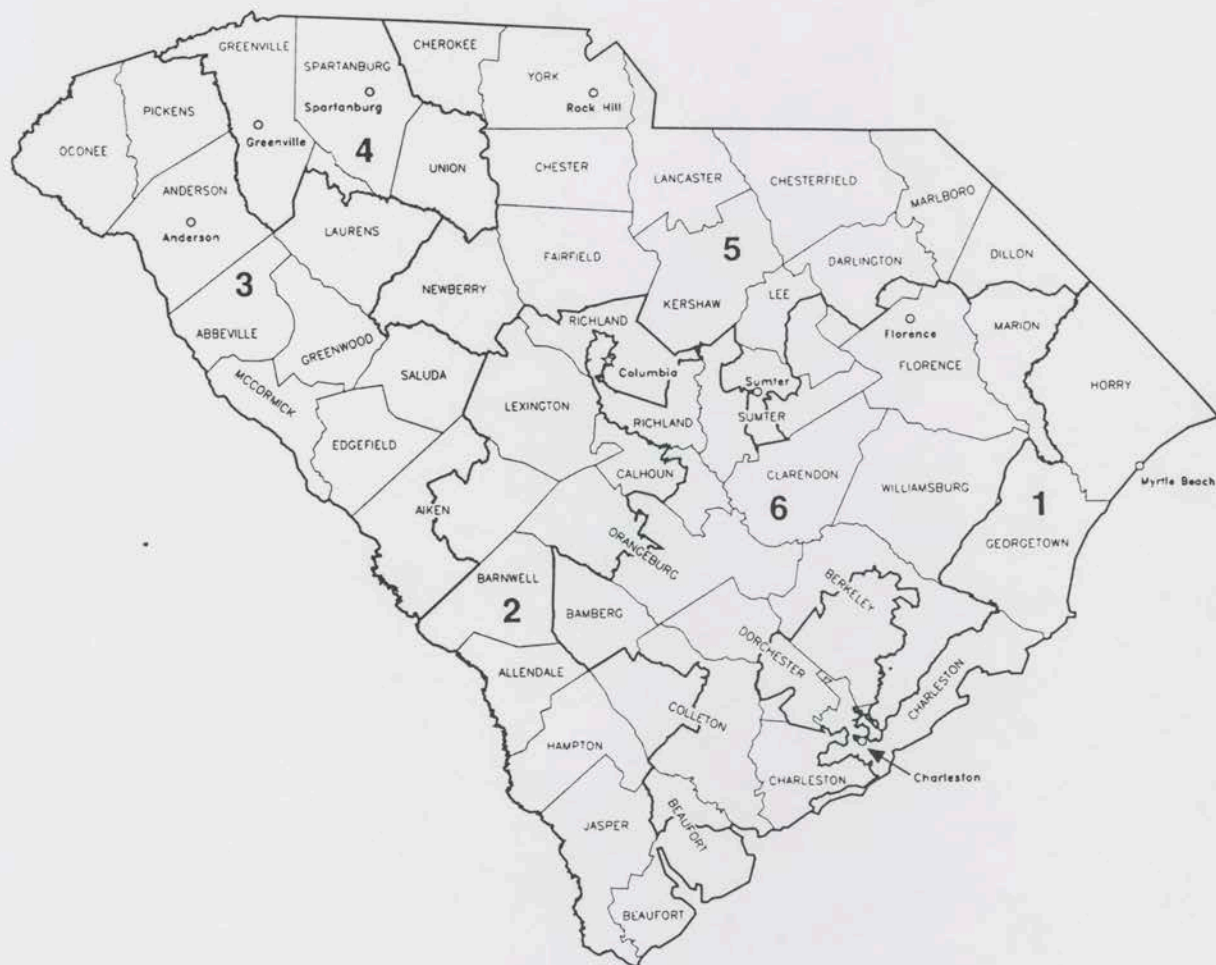 GREENVILLE
CHEROKEE
SPARTANBURG
YORK
Spartanburg
Rock Hill
PICKENS
Greenville
4
OCONEE
UNION
CHESTER
LANCASTER
CHESTERFIELD
MARLBORO
ANDERSON
Anderson
LAURENS
FAIRFIELD
5
DARLINGTON
DILLON
3
NEWBERRY
KERSHAW
LEE
ABBEVILLE
RICHLAND
Florence
MARION
GREENWOOD
SALUDA
Columbia
Sumter
FLORENCE
HORRY
MCCORMICK
LEXINGTON
RICHLAND
SUMTER
EDGEFIELD
CALHOUN
CLARENDON
WILLIAMSBURG
Myrtle Beach
AIKEN
6
1
ORANGEBURG
GEORGETOWN
BARNWELL
2
BAMBERG
BERKELEY
DORCHESTER
ALLENDALE
CHARLESTON
COLLETON
HAMPTON
CHARLESTON
Charleston
JASPER
BEAUFORT
BEAUFORT